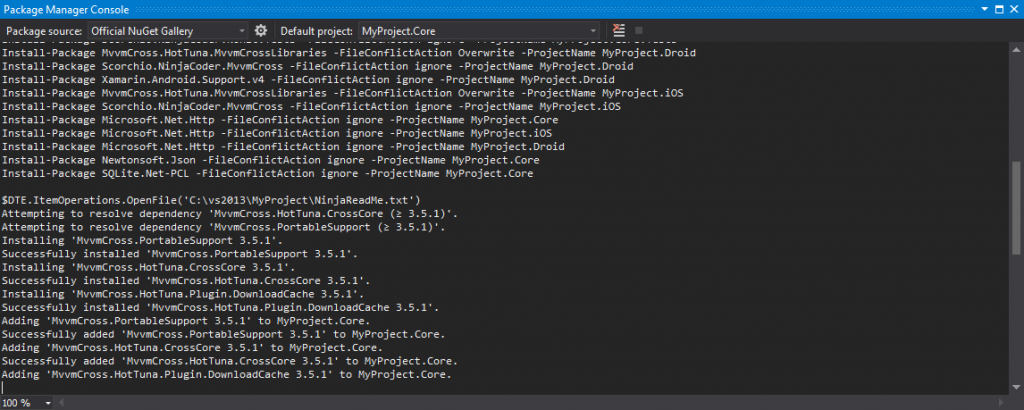 Package Manager Console
Package source: Official NuGet Gallery Default project: MyProject.Core
Install-Package MvvmCross.HotTuna.MvvmCrossLibraries -FileConflictAction Overwrite -ProjectName MyProject.Droid
Install-Package Scorchio.NinjaCoder.MvvmCross -FileConflictAction ignore -ProjectName MyProject.Droid
Install-Package Xamarin.Android.Support.v4 -FileConflictAction ignore -ProjectName MyProject.Droid
Install-Package MvvmCross.HotTuna.MvvmCrossLibraries -FileConflictAction Overwrite -ProjectName MyProject.iOS
Install-Package Scorchio.NinjaCoder.MvvmCross -FileConflictAction ignore -ProjectName MyProject.iOS
Install-Package Microsoft.Net.Http -FileConflictAction ignore -ProjectName MyProject.Core
Install-Package Microsoft.Net.Http -FileConflictAction ignore -ProjectName MyProject.iOS
Install-Package Microsoft.Net.Http -FileConflictAction ignore -ProjectName MyProject.Droid
Install-Package Newtonsoft.Json -FileConflictAction ignore -ProjectName MyProject.Core
Install-Package SQLite.Net-PCL -FileConflictAction ignore -ProjectName MyProject.Core
$DTE.ItemOperations.OpenFile('C:\vs2013\MyProject\NinjaReadMe.txt')
Attempting to resolve dependency 'MvvmCross.HotTuna.CrossCore (≥ 3.5.1)'.
Attempting to resolve dependency 'MvvmCross.PortableSupport (≥ 3.5.1)'.
Installing 'MvvmCross.PortableSupport 3.5.1'.
Successfully installed 'MvvmCross.PortableSupport 3.5.1'.
Installing 'MvvmCross.HotTuna.CrossCore 3.5.1'.
Successfully installed 'MvvmCross.HotTuna.CrossCore 3.5.1'.
Installing 'MvvmCross.HotTuna.Plugin.DownloadCache 3.5.1'.
Successfully installed 'MvvmCross.HotTuna.Plugin.DownloadCache 3.5.1'.
Adding 'MvvmCross.PortableSupport 3.5.1' to MyProject.Core.
Successfully added 'MvvmCross.PortableSupport 3.5.1' to MyProject.Core.
Adding 'MvvmCross.HotTuna.CrossCore 3.5.1' to MyProject.Core.
Successfully added 'MvvmCross.HotTuna.CrossCore 3.5.1' to MyProject.Core.
Adding 'MvvmCross.HotTuna.Plugin.DownloadCache 3.5.1' to MyProject.Core.
100 %